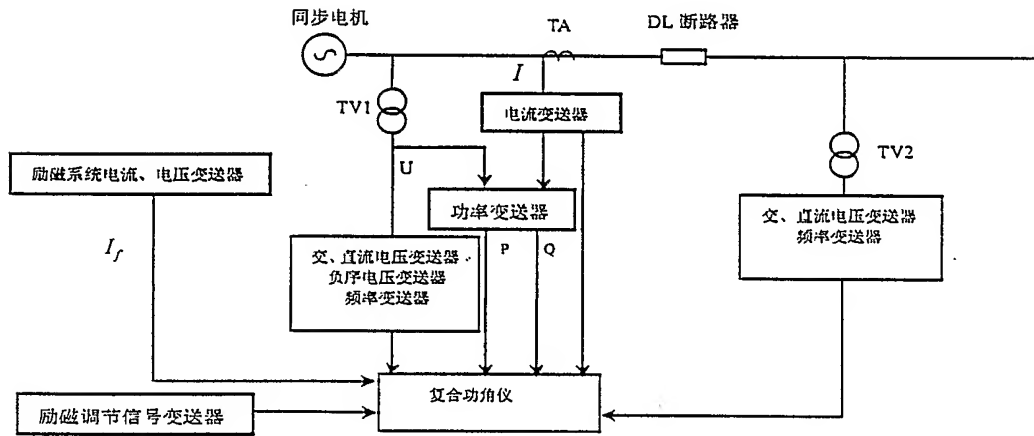 同步电机
TA
DL 断路器
I
TV1
电流变送器
U
TV2
励磁系统电流、电压变送器
功率变送器
交、直流电压变送器
频率变送器
I_f
P
Q
交、直流电压变送器
负序电压变送器
频率变送器
复合功角仪
励磁调节信号变送器